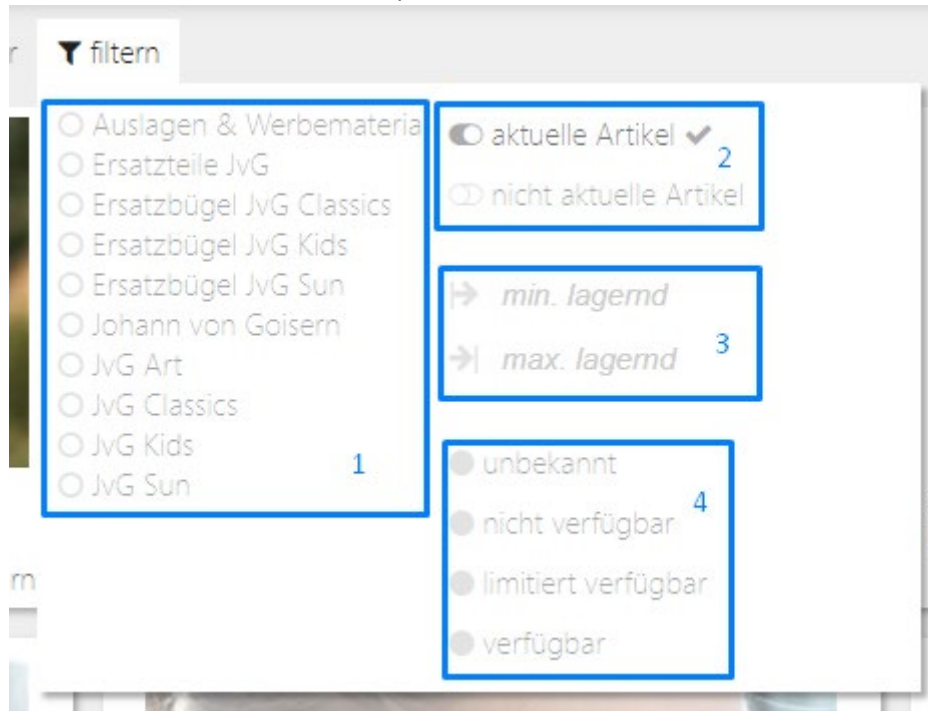 r
filtern
Auslagen & Werbemateria
Ersatzteile JvG
Ersatzbügel JvG Classics
Ersatzbügel JvG Kids
Ersatzbügel JvG Sun
Johann von Goisern
JvG Art
JvG Classics
JvG Kids
JvG Sun
1
aktuelle Artikel
2
nicht aktuelle Artikel
min. lagernd
3
max. lagernd
unbekannt
4
nicht verfügbar
limitiert verfügbar
verfügbar
rn